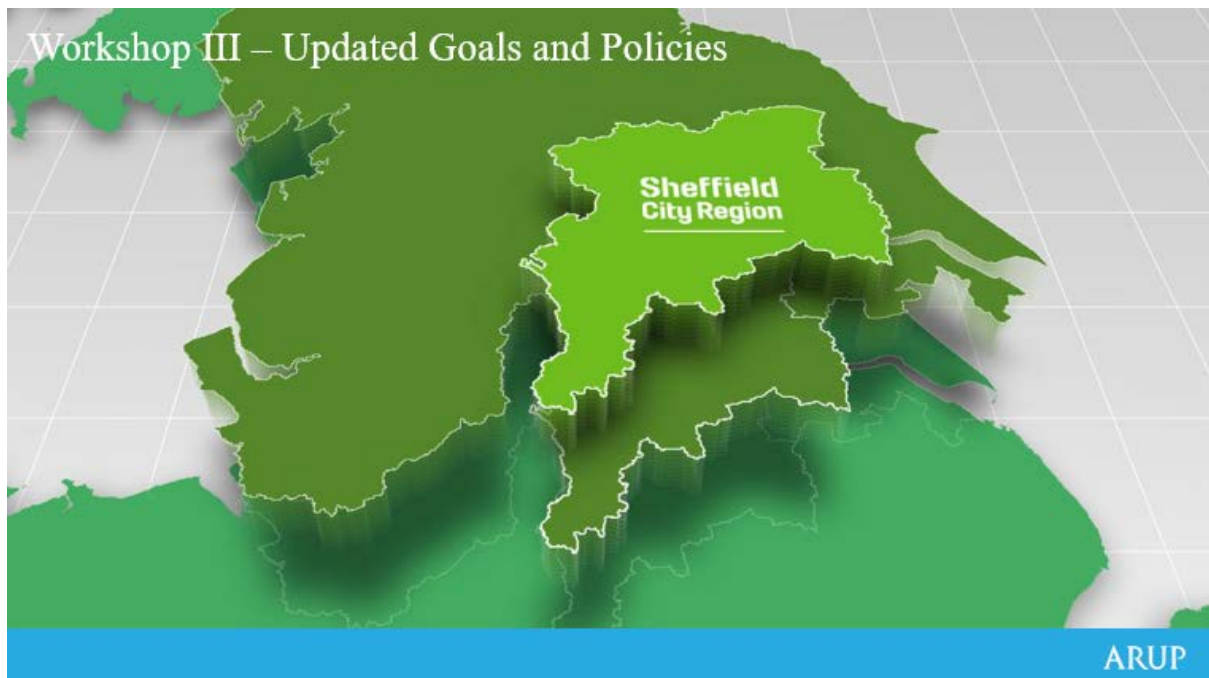 Workshop III – Updated Goals and Policies
Sheffield
City Region
ARUP